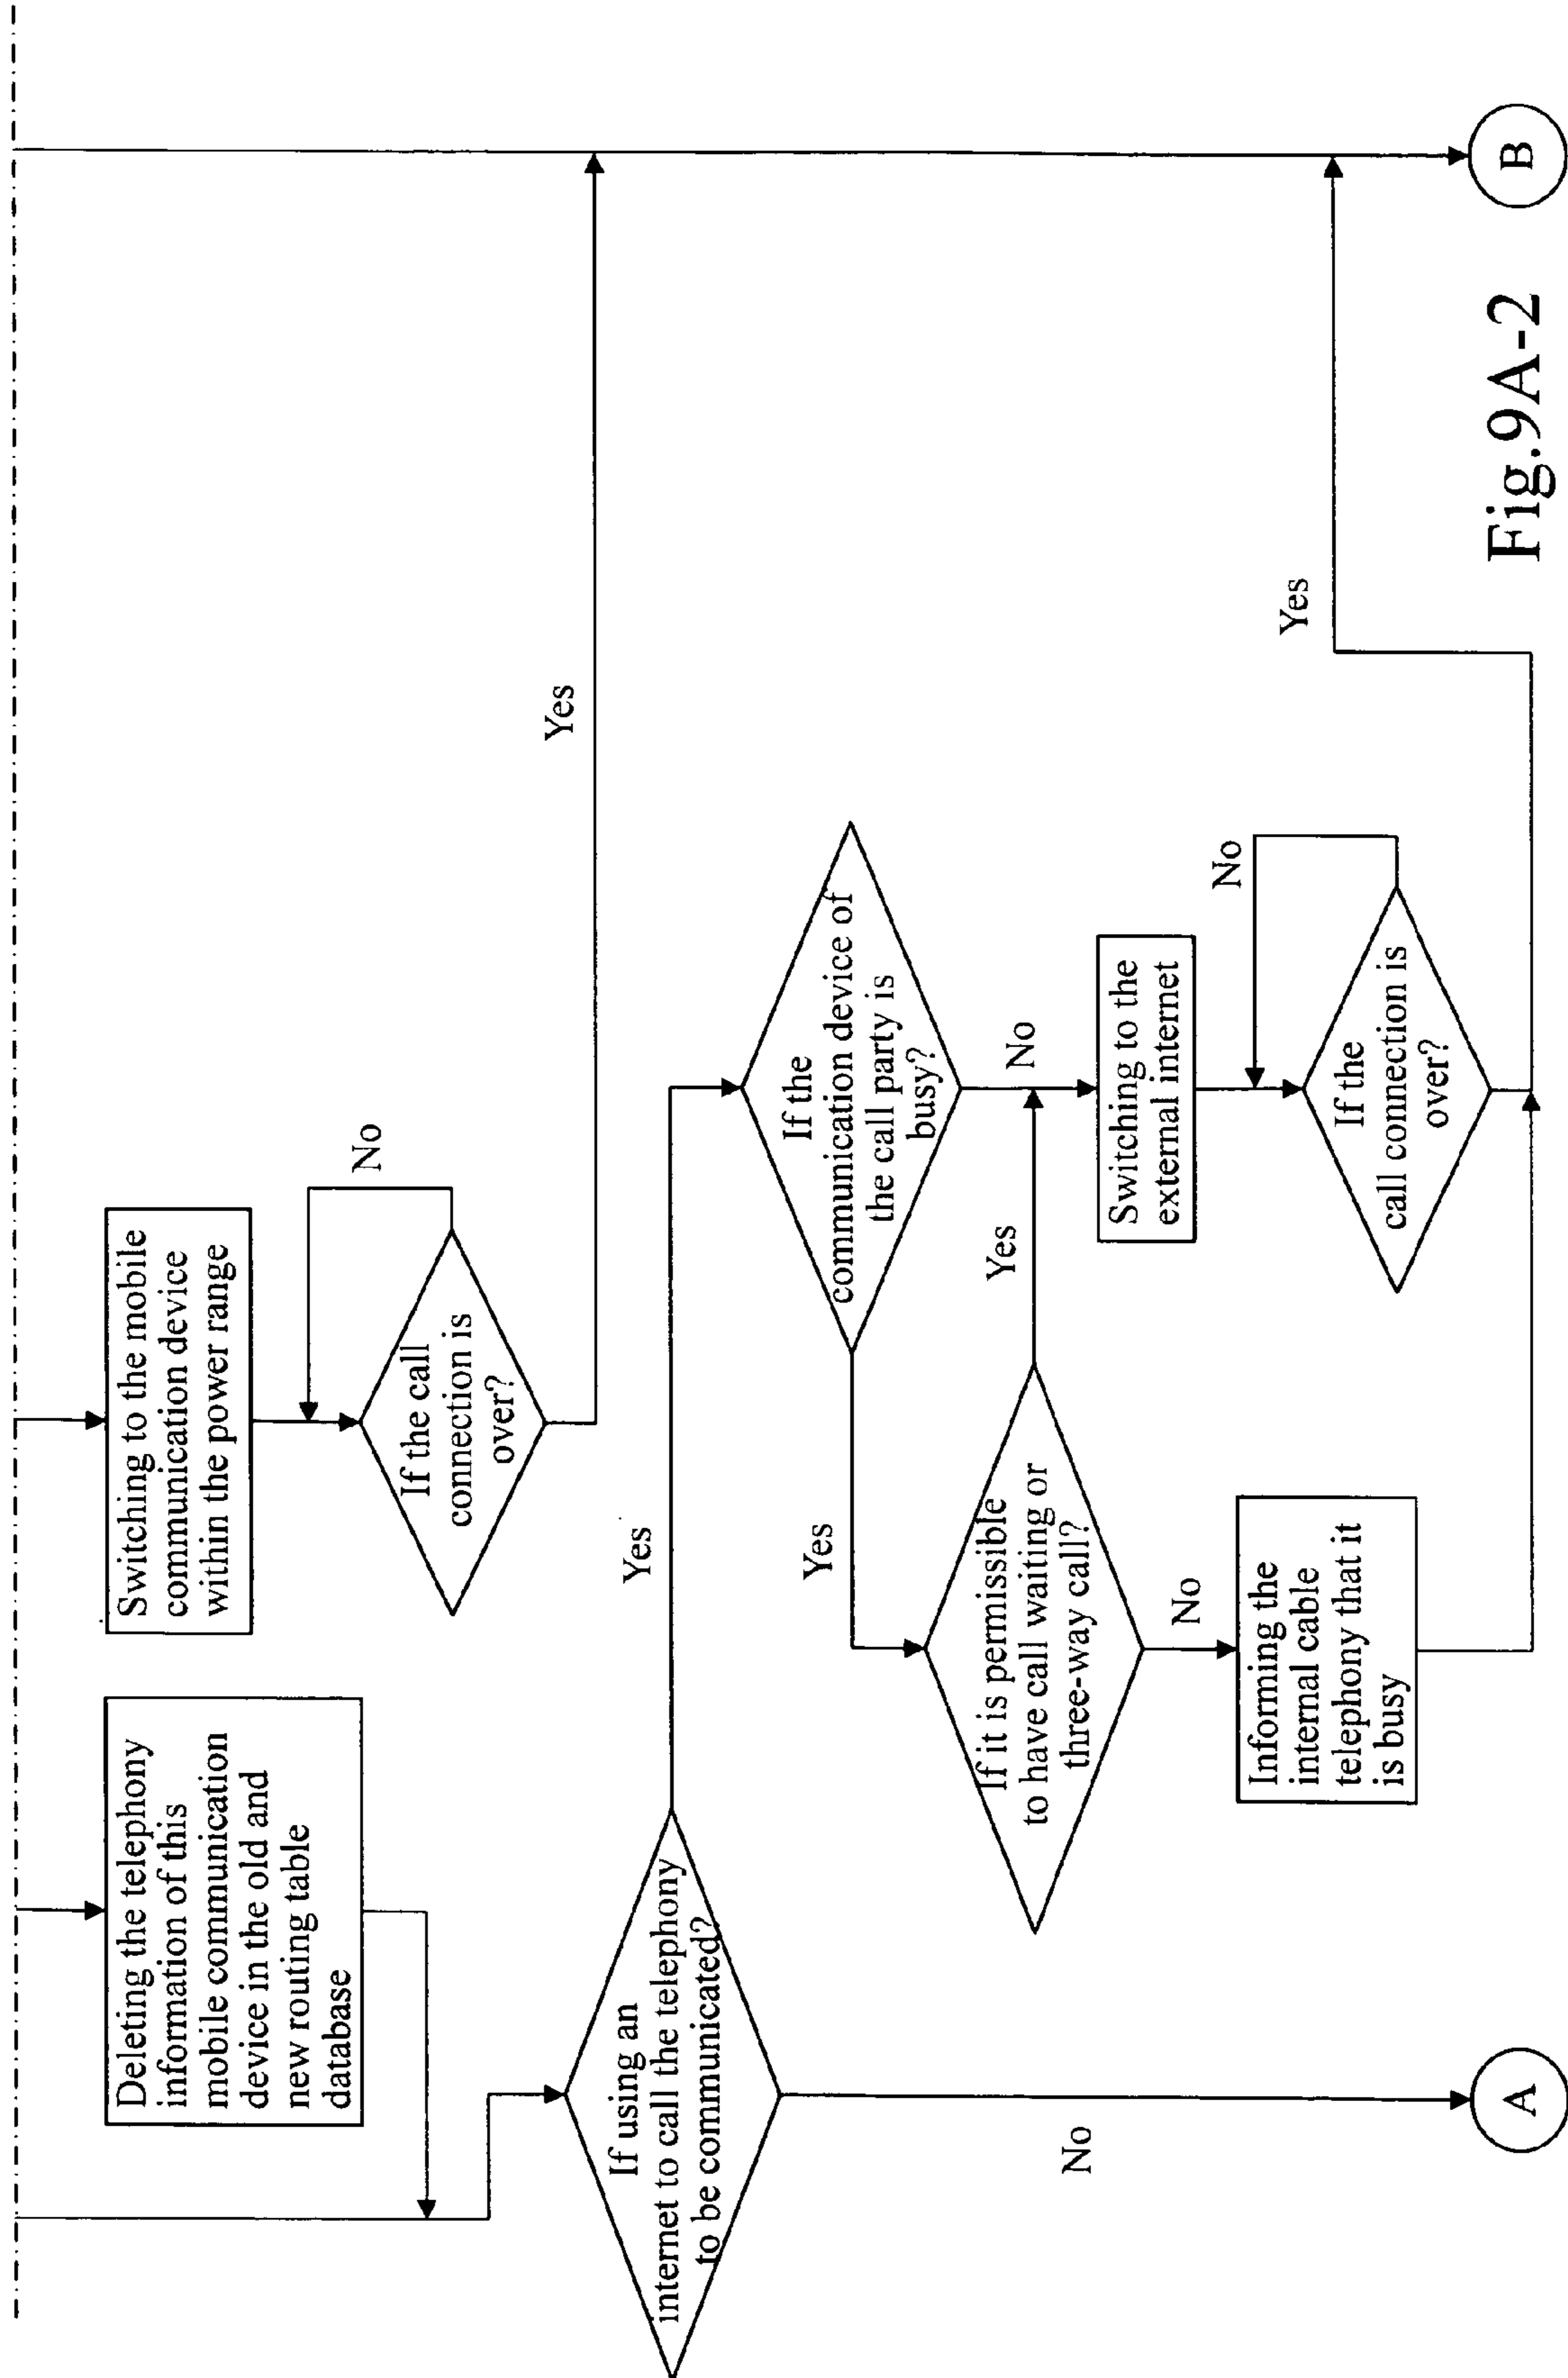 Deleting the telephony
information of this
mobile communication
device in the old and
new routing table
database
Switching to the mobile
communication device
within the power range
No
If the call
connection is
over?
Yes
If using an
internet to call the telephony
to be communicated?
Yes
No
If the
communication device of
the call party is
busy?
Yes
No
If it is permissible
to have call waiting or
three-way call?
Yes
No
Switching to the
external internet
Informing the
internal cable
telephony that it
is busy
No
If the
call connection is
over?
Yes
A
B
Fig.9A-2